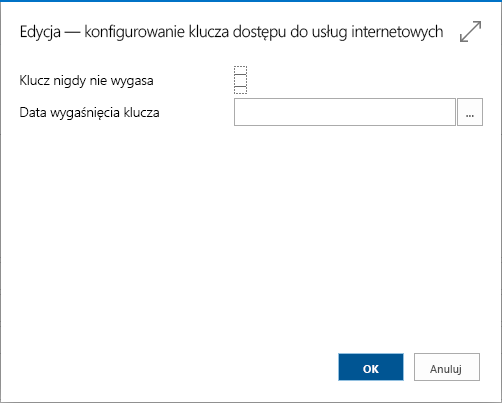 Edycja — konfigurowanie klucza dostępu do usług internetowych
Klucz nigdy nie wygasa
Data wygaśnięcia klucza
...
OK
Anuluj